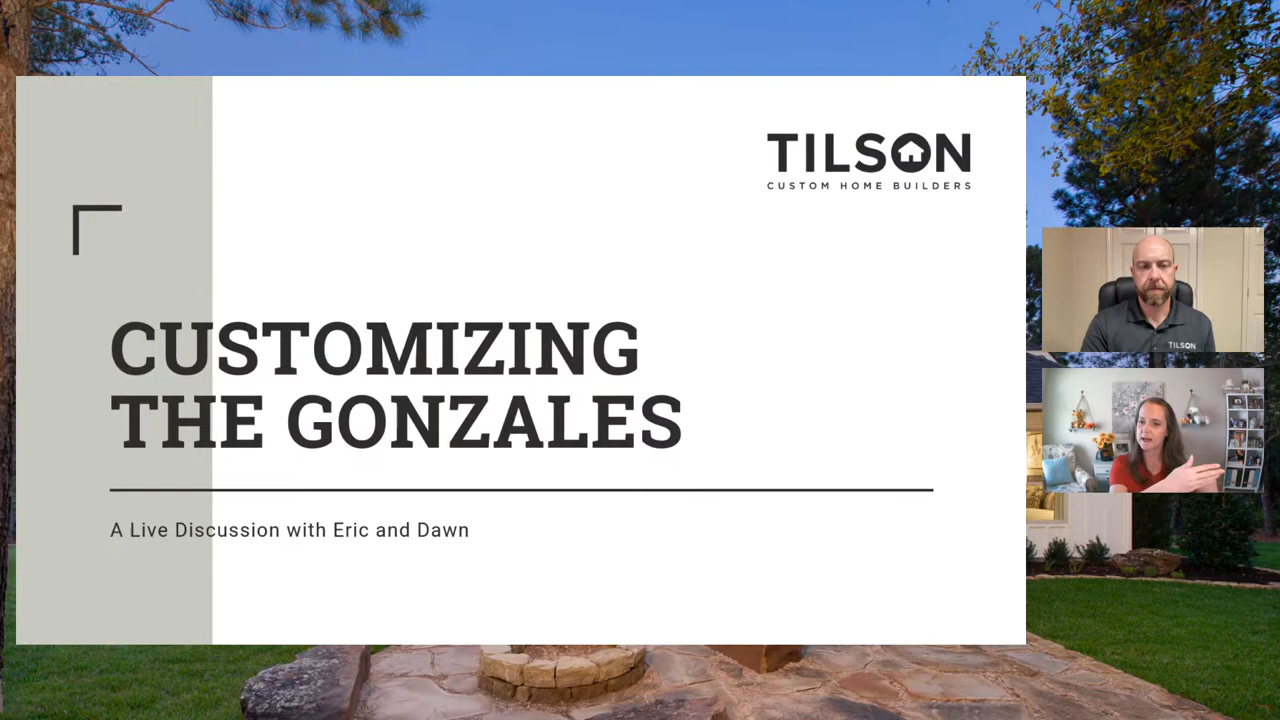 TILSON
CUSTOM HOME BUILDERS
CUSTOMIZING
THE GONZALES
A Live Discussion with Eric and Dawn
TILSON